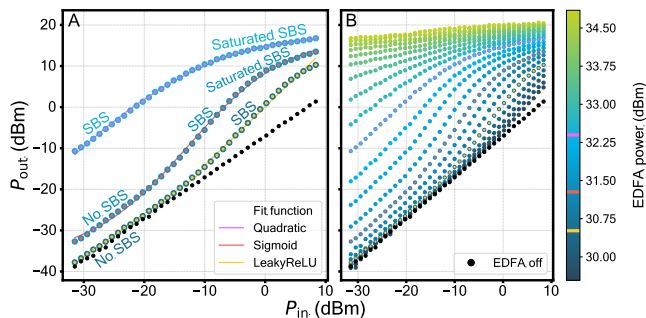 A
B
Saturated SBS
Saturated SBS
SBS
SBS
SBS
No SBS
No SBS
Fit function
Quadratic
Sigmoid
LeakyReLU
EDFA off
P_out (dBm)
20
10
0
−10
−20
−30
−40
−30
−20
−10
0
10
−30
−20
−10
0
10
P_in. (dBm)
34.50
33.75
33.00
32.25
31.50
30.75
30.00
EDFA power, (dBm)